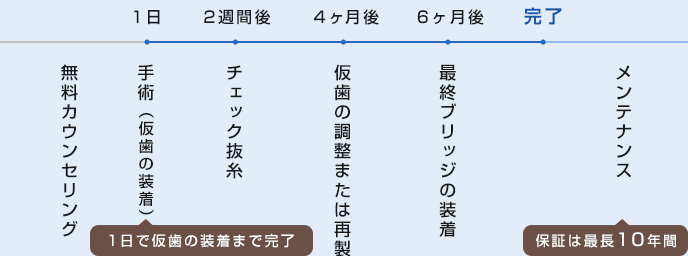 1日
2週間後
4ヶ月後
6ヶ月後
完了
無料カウンセリング
手術（仮歯の装着）
チェック抜糸
仮歯の調整または再製
最終ブリッジの装着
メンテナンス
1日で仮歯の装着まで完了
保証は最長10年間